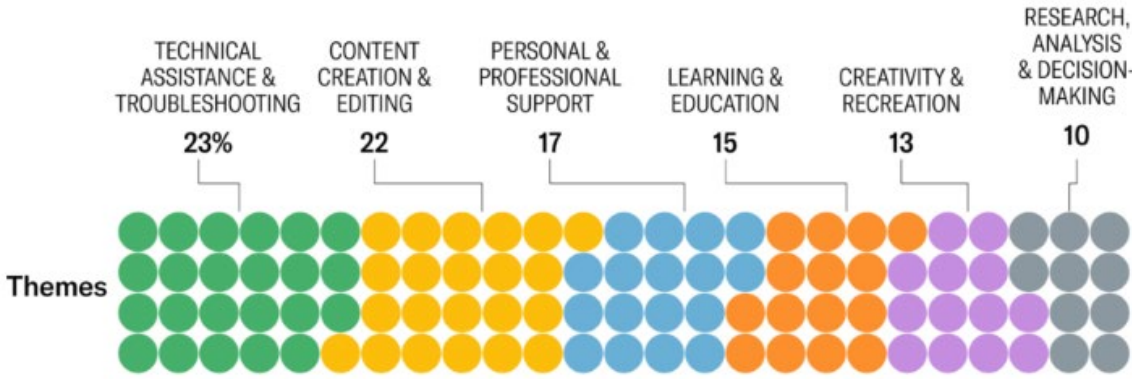 TECHNICAL
ASSISTANCE &
TROUBLESHOOTING
23%
CONTENT
CREATION &
EDITING
22
PERSONAL &
PROFESSIONAL
SUPPORT
17
LEARNING &
EDUCATION
15
CREATIVITY &
RECREATION
13
RESEARCH,
ANALYSIS
& DECISION-
MAKING
10
Themes